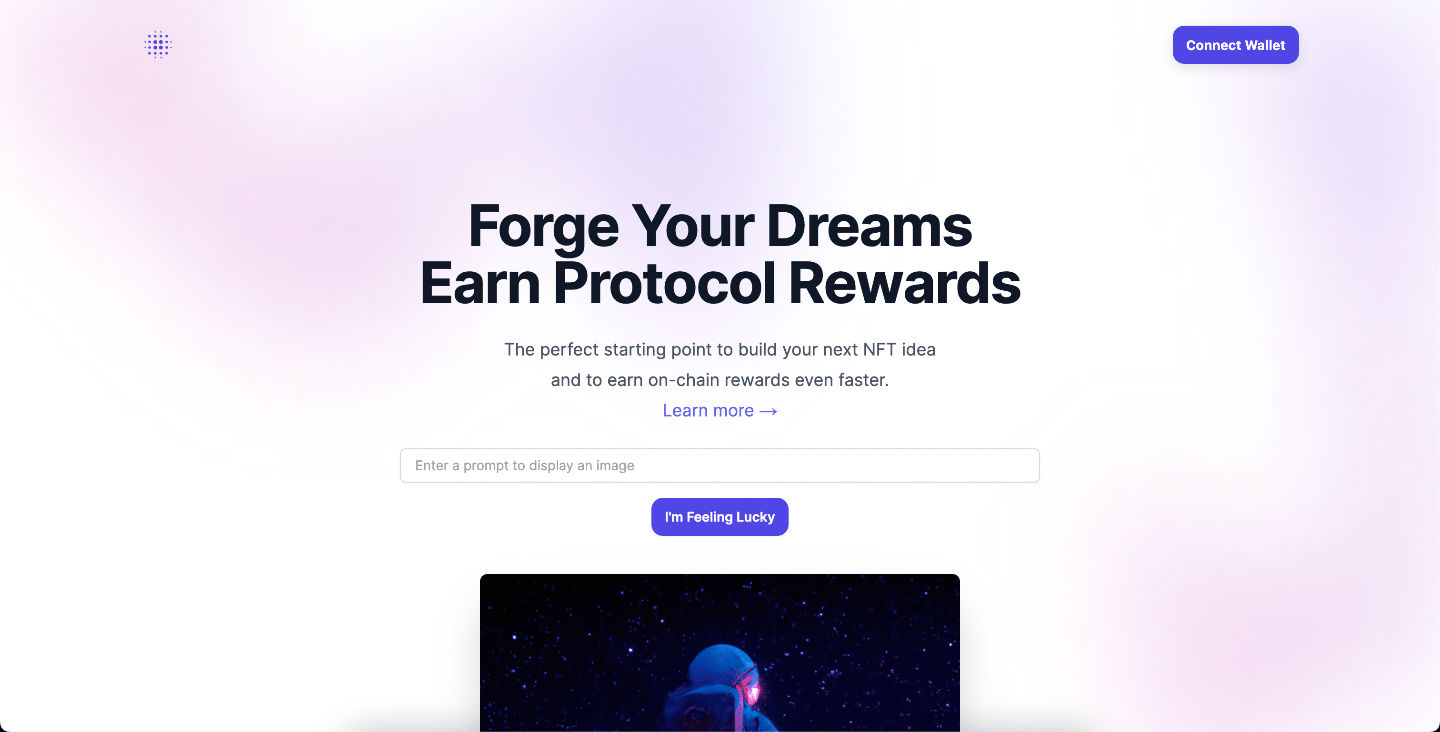 Connect Wallet
Forge Your Dreams
Earn Protocol Rewards
The perfect starting point to build your next NFT idea
and to earn on-chain rewards even faster.
Learn more →
Enter a prompt to display an image
I'm Feeling Lucky